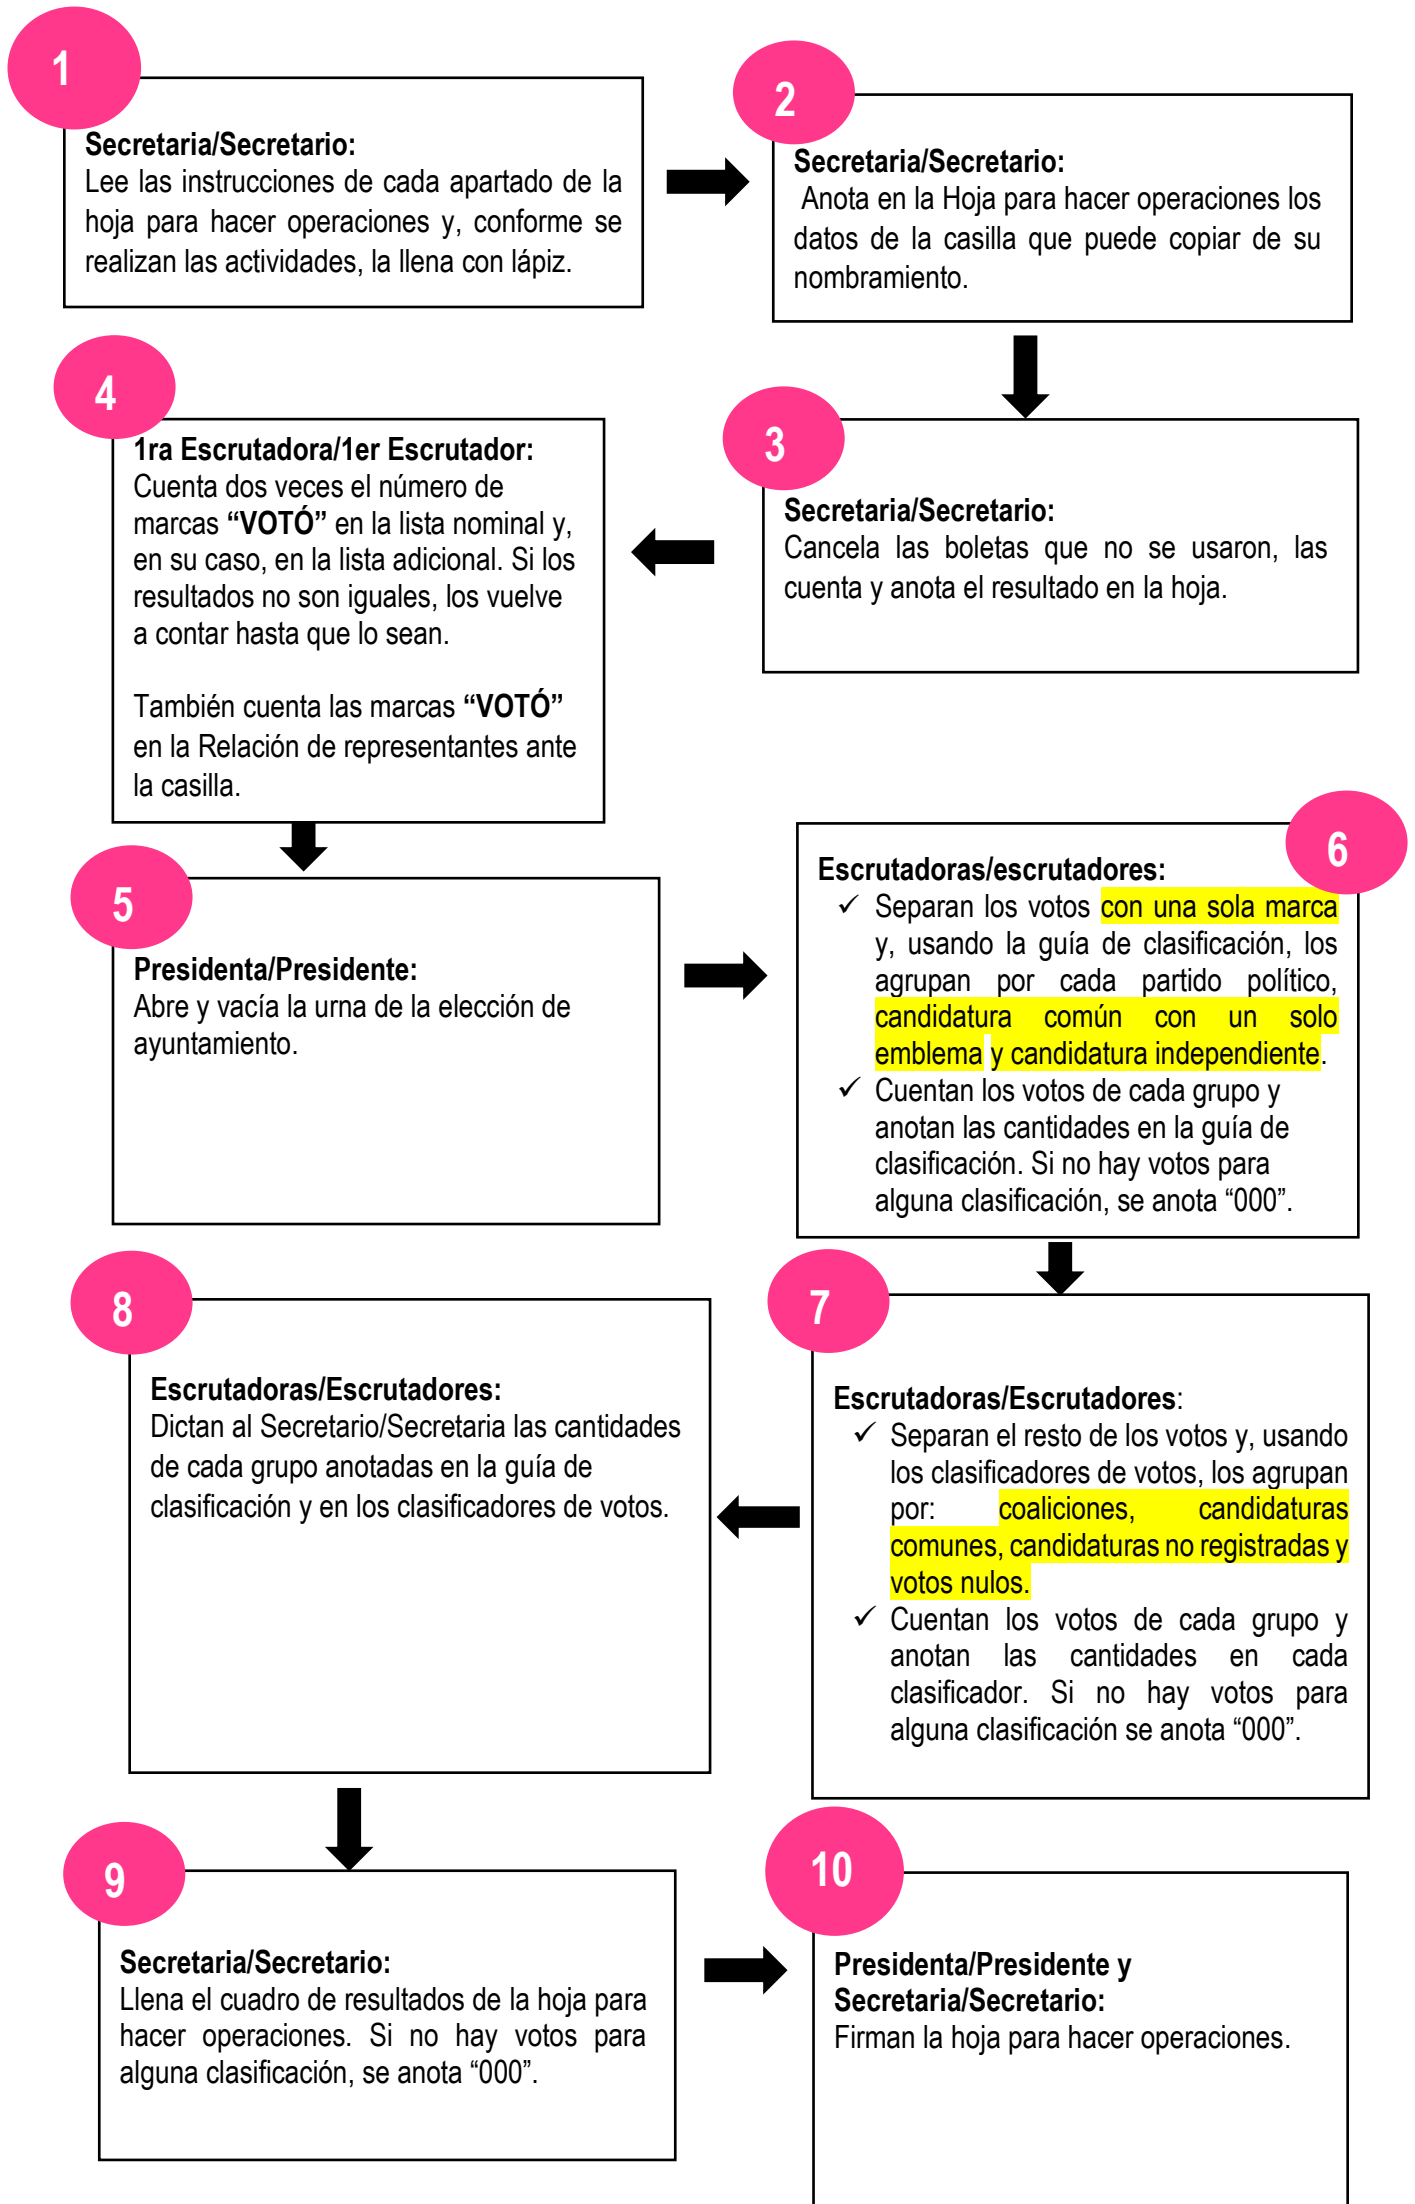 1
Secretaria/Secretario:
Lee las instrucciones de cada apartado de la
hoja para hacer operaciones y, conforme se
realizan las actividades, la llena con lápiz.
2
Secretaria/Secretario:
Anota en la Hoja para hacer operaciones los
datos de la casilla que puede copiar de su
nombramiento.
3
Secretaria/Secretario:
Cancela las boletas que no se usaron, las
cuenta y anota el resultado en la hoja.
4
1ra Escrutadora/1er Escrutador:
Cuenta dos veces el número de
marcas “VOTÓ” en la lista nominal y,
en su caso, en la lista adicional. Si los
resultados no son iguales, los vuelve
a contar hasta que lo sean.
También cuenta las marcas “VOTÓ”
en la Relación de representantes ante
la casilla.
5
Presidenta/Presidente:
Abre y vacía la urna de la elección de
ayuntamiento.
6
Escrutadoras/escrutadores:
✓ Separan los votos con una sola marca
y, usando la guía de clasificación, los
agrupan por cada partido político,
candidatura común con un solo
emblema y candidatura independiente.
✓ Cuentan los votos de cada grupo y
anotan las cantidades en la guía de
clasificación. Si no hay votos para
alguna clasificación, se anota “000”.
7
Escrutadoras/Escrutadores:
✓ Separan el resto de los votos y, usando
los clasificadores de votos, los agrupan
por: coaliciones, candidaturas
comunes, candidaturas no registradas y
votos nulos.
✓ Cuentan los votos de cada grupo y
anotan las cantidades en cada
clasificador. Si no hay votos para
alguna clasificación se anota “000”.
8
Escrutadoras/Escrutadores:
Dictan al Secretario/Secretaria las cantidades
de cada grupo anotadas en la guía de
clasificación y en los clasificadores de votos.
9
Secretaria/Secretario:
Llena el cuadro de resultados de la hoja para
hacer operaciones. Si no hay votos para
alguna clasificación, se anota “000”.
10
Presidenta/Presidente y
Secretaria/Secretario:
Firman la hoja para hacer operaciones.